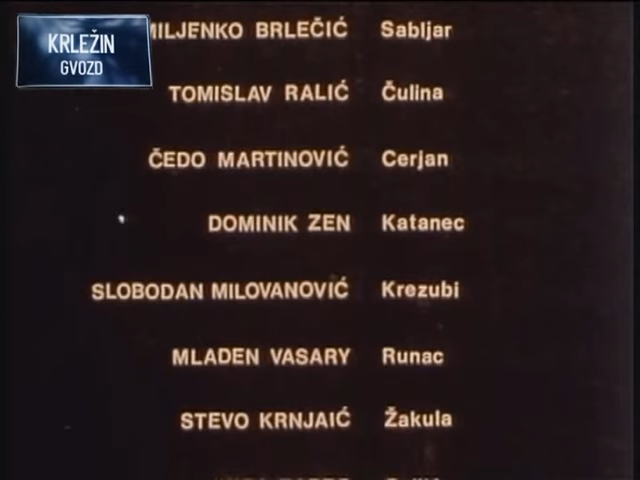 KRLEŽIN
GVOZD
MILJENKO BRLEČIĆ Sabljar
TOMISLAV RALIĆ Čulina
ČEDO MARTINOVIĆ Cerjan
DOMINIK ZEN Katanec
SLOBODAN MILOVANOVIĆ Krezubi
MLADEN VASARY Runac
STEVO KRNJAIĆ Žakula